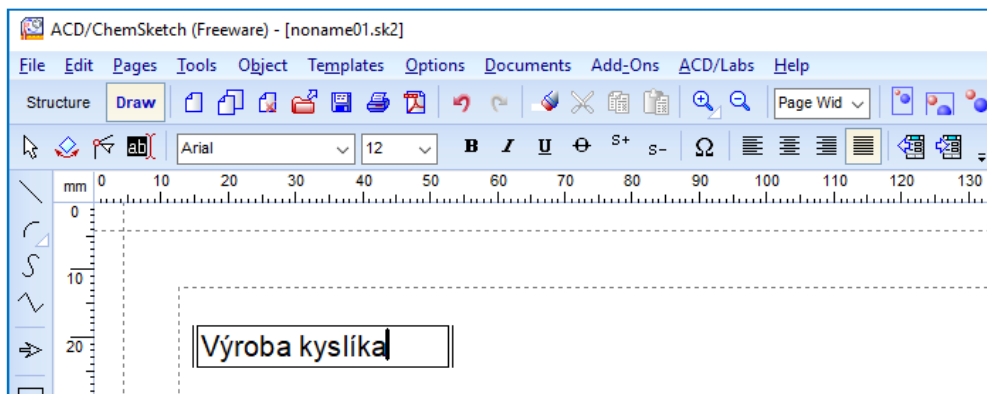 ACD/ChemSketch (Freeware) - [noname01.sk2]
File Edit Pages Tools Object Templates Options Documents Add-Ons ACD/Labs Help
Structure Draw Page Wid
ab Arial 12 B I U O S+ S- Ω
mm 0 10 20 30 40 50 60 70 80 90 100 110 120 130
0
10
20
Výroba kyslíka